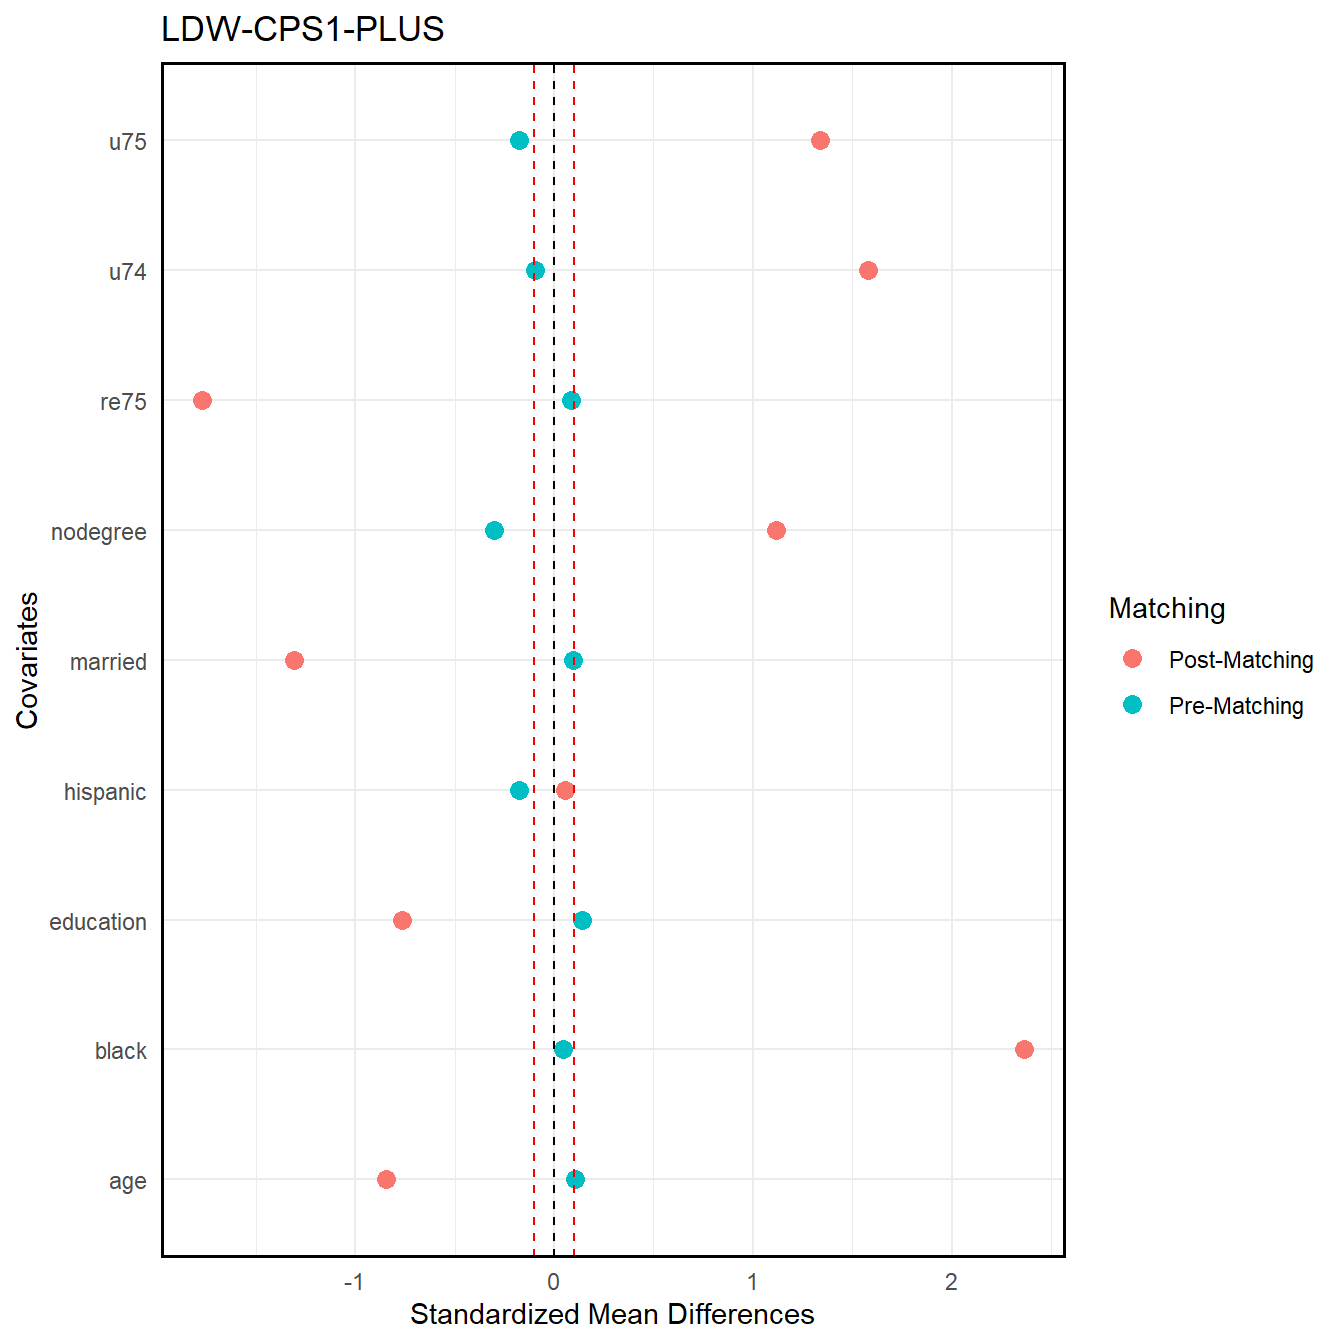 LDW-CPS1-PLUS
Covariates
u75
u74
re75
nodegree
married
hispanic
education
black
age
-1
0
1
2
Standardized Mean Differences
Matching
Post-Matching
Pre-Matching